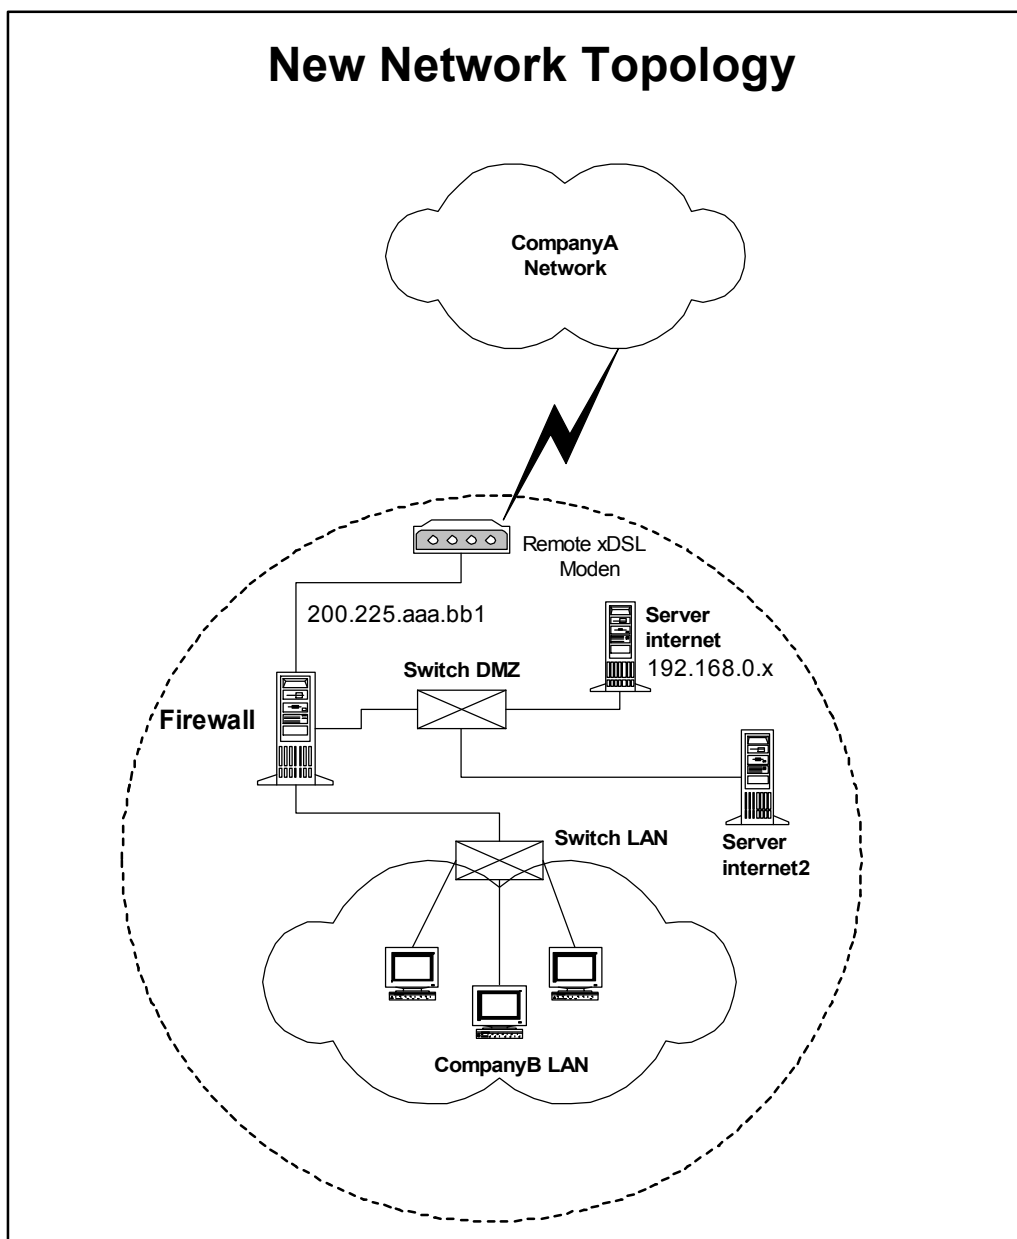 New Network Topology
CompanyA
Network
Remote xDSL
Moden
200.225.aaa.bb1
Server
internet
192.168.0.x
Switch DMZ
Firewall
Switch LAN
Server
internet2
CompanyB LAN